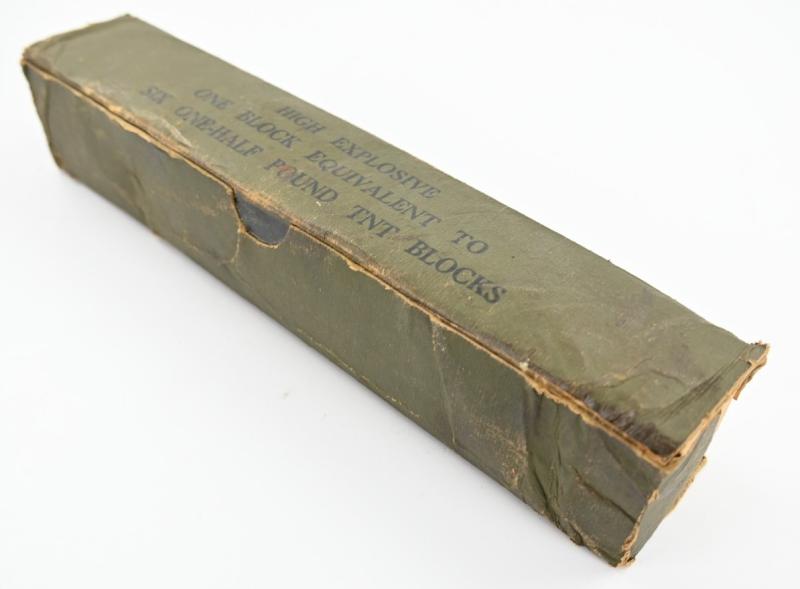 HIGH EXPLOSIVE
ONE BLOCK EQUIVALENT TO
SIX ONE-HALF POUND TNT BLOCKS